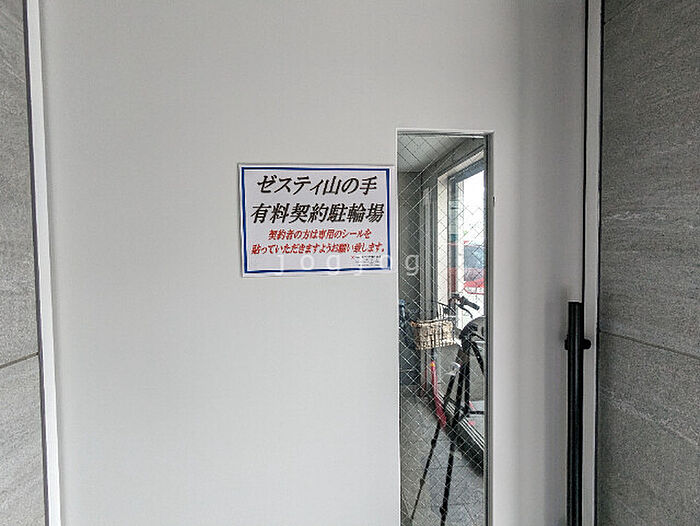 ゼスティ山の手
有料契約駐輪場
契約者の方は専用のシールを
貼っていただきますようお願い致します。
jogjog